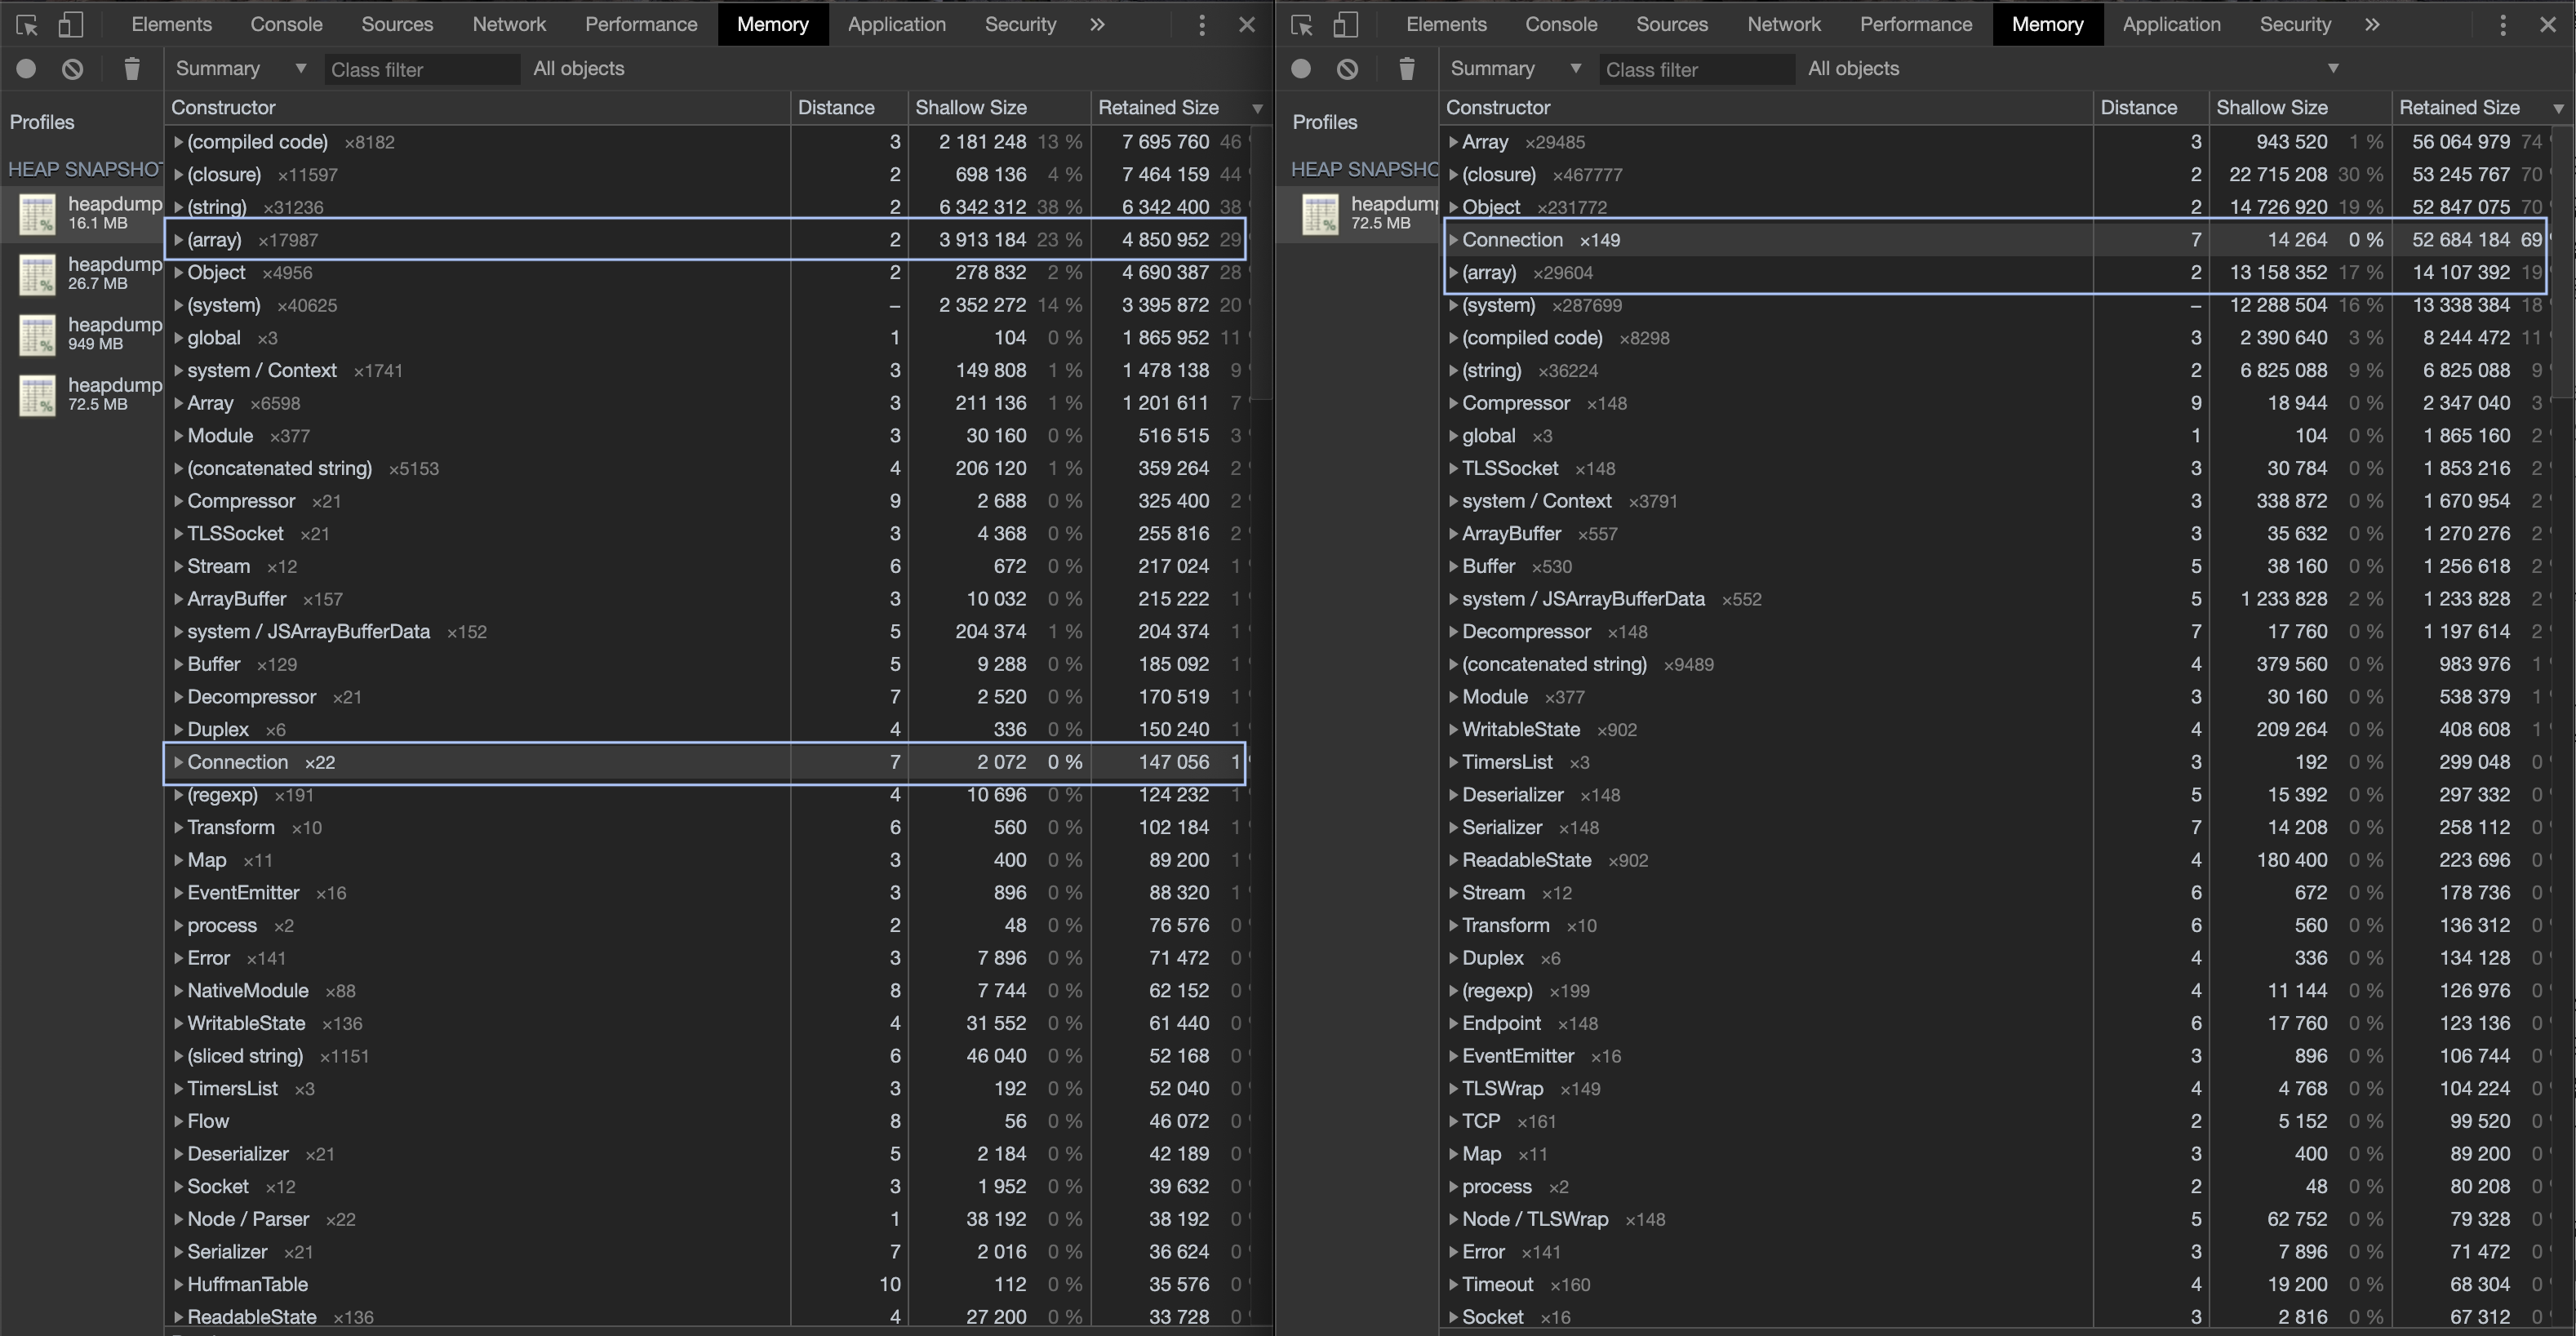 Elements Console Sources Network Performance Memory Application Security »
Summary ▼ Class filter All objects
Constructor Distance Shallow Size Retained Size ▼
Profiles
HEAP SNAPSHO
heapdump
16.1 MB
heapdump
26.7 MB
heapdump
949 MB
heapdump
72.5 MB
(compiled code) ×8182 3 2 181 248 13 % 7 695 760 46
(closure) ×11597 2 698 136 4 % 7 464 159 44
(string) ×31236 2 6 342 312 38 % 6 342 400 38
(array) ×17987 2 3 913 184 23 % 4 850 952 29
Object ×4956 2 278 832 2 % 4 690 387 28
(system) ×40625 – 2 352 272 14 % 3 395 872 20
global ×3 1 104 0 % 1 865 952 11
system / Context ×1741 3 149 808 1 % 1 478 138 9
Array ×6598 3 211 136 1 % 1 201 611 7
Module ×377 3 30 160 0 % 516 515 3
(concatenated string) ×5153 4 206 120 1 % 359 264 2
Compressor ×21 9 2 688 0 % 325 400 2
TLSSocket ×21 3 4 368 0 % 255 816 2
Stream ×12 6 672 0 % 217 024 1
ArrayBuffer ×157 3 10 032 0 % 215 222 1
system / JSArrayBufferData ×152 5 204 374 1 % 204 374 1
Buffer ×129 5 9 288 0 % 185 092 1
Decompressor ×21 7 2 520 0 % 170 519 1
Duplex ×6 4 336 0 % 150 240 1
Connection ×22 7 2 072 0 % 147 056 1
(regexp) ×191 4 10 696 0 % 124 232 1
Transform ×10 6 560 0 % 102 184 1
Map ×11 3 400 0 % 89 200 1
EventEmitter ×16 3 896 0 % 88 320 1
process ×2 2 48 0 % 76 576 0
Error ×141 3 7 896 0 % 71 472 0
NativeModule ×88 8 7 744 0 % 62 152 0
WritableState ×136 4 31 552 0 % 61 440 0
(sliced string) ×1151 6 46 040 0 % 52 168 0
TimersList ×3 3 192 0 % 52 040 0
Flow 8 56 0 % 46 072 0
Deserializer ×21 5 2 184 0 % 42 189 0
Socket ×12 3 1 952 0 % 39 632 0
Node / Parser ×22 1 38 192 0 % 38 192 0
Serializer ×21 7 2 016 0 % 36 624 0
HuffmanTable 10 112 0 % 35 576 0
ReadableState ×136 4 27 200 0 % 33 728 0
Elements Console Sources Network Performance Memory Application Security »
Summary ▼ Class filter All objects ▼
Constructor Distance Shallow Size Retained Size ▼
Profiles
HEAP SNAPSHO
heapdump
72.5 MB
Array ×29485 3 943 520 1 % 56 064 979 74
(closure) ×467777 2 22 715 208 30 % 53 245 767 70
Object ×231772 2 14 726 920 19 % 52 847 075 70
Connection ×149 7 14 264 0 % 52 684 184 69
(array) ×29604 2 13 158 352 17 % 14 107 392 19
(system) ×287699 – 12 288 504 16 % 13 338 384 18
(compiled code) ×8298 3 2 390 640 3 % 8 244 472 11
(string) ×36224 2 6 825 088 9 % 6 825 088 9
Compressor ×148 9 18 944 0 % 2 347 040 3
global ×3 1 104 0 % 1 865 160 2
TLSSocket ×148 3 30 784 0 % 1 853 216 2
system / Context ×3791 3 338 872 0 % 1 670 954 2
ArrayBuffer ×557 3 35 632 0 % 1 270 276 2
Buffer ×530 5 38 160 0 % 1 256 618 2
system / JSArrayBufferData ×552 5 1 233 828 2 % 1 233 828 2
Decompressor ×148 7 17 760 0 % 1 197 614 2
(concatenated string) ×9489 4 379 560 0 % 983 976 1
Module ×377 3 30 160 0 % 538 379 1
WritableState ×902 4 209 264 0 % 408 608 1
TimersList ×3 3 192 0 % 299 048 0
Deserializer ×148 5 15 392 0 % 297 332 0
Serializer ×148 7 14 208 0 % 258 112 0
ReadableState ×902 4 180 400 0 % 223 696 0
Stream ×12 6 672 0 % 178 736 0
Transform ×10 6 560 0 % 136 312 0
Duplex ×6 4 336 0 % 134 128 0
(regexp) ×199 4 11 144 0 % 126 976 0
Endpoint ×148 6 17 760 0 % 123 136 0
EventEmitter ×16 3 896 0 % 106 744 0
TLSWrap ×149 4 4 768 0 % 104 224 0
TCP ×161 2 5 152 0 % 99 520 0
Map ×11 3 400 0 % 89 200 0
process ×2 2 48 0 % 80 208 0
Node / TLSWrap ×148 5 62 752 0 % 79 328 0
Error ×141 3 7 896 0 % 71 472 0
Timeout ×160 4 19 200 0 % 68 304 0
Socket ×16 3 2 816 0 % 67 312 0